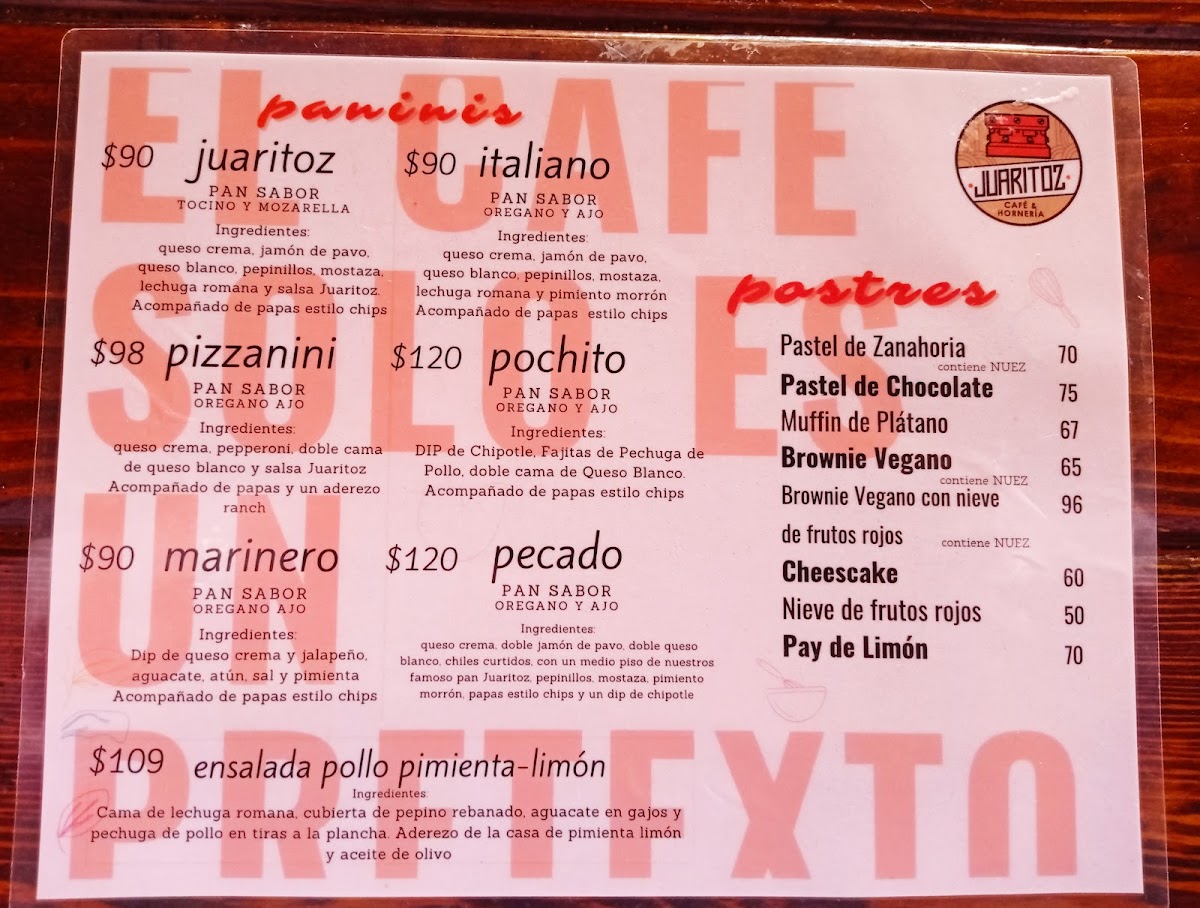 EL CAFE
SOLO ES
UN
PRETEXTO
paninis
$90 juaritoz
PAN SABOR
TOCINO Y MOZARELLA
Ingredientes:
queso crema, jamón de pavo,
queso blanco, pepinillos, mostaza,
lechuga romana y salsa Juaritoz.
Acompañado de papas estilo chips
$90 italiano
PAN SABOR
OREGANO Y AJO
Ingredientes:
queso crema, jamón de pavo,
queso blanco, pepinillos, mostaza,
lechuga romana y pimiento morrón
Acompañado de papas estilo chips
$98 pizzanini
PAN SABOR
OREGANO AJO
Ingredientes:
queso crema, pepperoni, doble cama
de queso blanco y salsa Juaritoz
Acompañado de papas y un aderezo
ranch
$120 pochito
PAN SABOR
OREGANO Y AJO
Ingredientes:
DIP de Chipotle, Fajitas de Pechuga de
Pollo, doble cama de Queso Blanco.
Acompañado de papas estilo chips
$90 marinero
PAN SABOR
OREGANO AJO
Ingredientes:
Dip de queso crema y jalapeño,
aguacate, atún, sal y pimienta
Acompañado de papas estilo chips
$120 pecado
PAN SABOR
OREGANO Y AJO
Ingredientes:
queso crema, doble jamón de pavo, doble queso
blanco, chiles curtidos, con un medio piso de nuestros
famoso pan Juaritoz, pepinillos, mostaza, pimiento
morrón, papas estilo chips y un dip de chipotle
$109 ensalada pollo pimienta-limón
Ingredientes:
Cama de lechuga romana, cubierta de pepino rebanado, aguacate en gajos y
pechuga de pollo en tiras a la plancha. Aderezo de la casa de pimienta limón
y aceite de olivo
JUARITOZ
CAFÉ &
HORNERÍA
postres
Pastel de Zanahoria 70
contiene NUEZ
Pastel de Chocolate 75
Muffin de Plátano 67
Brownie Vegano 65
contiene NUEZ
Brownie Vegano con nieve 96
de frutos rojos contiene NUEZ
Cheescake 60
Nieve de frutos rojos 50
Pay de Limón 70